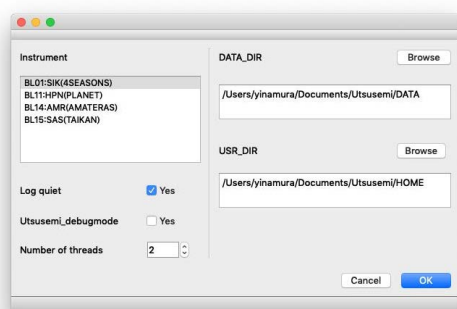 Instrument
BL01:SIK(4SEASONS)
BL11:HPN(PLANET)
BL14:AMR(AMATERAS)
BL15:SAS(TAIKAN)
Log quiet Yes
Utsusemi_debugmode Yes
Number of threads 2
DATA_DIR Browse
/Users/yinamura/Documents/Utsusemi/DATA
USR_DIR Browse
/Users/yinamura/Documents/Utsusemi/HOME
Cancel OK